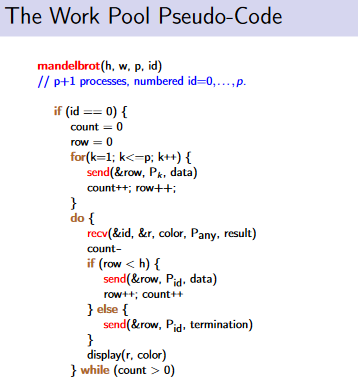 The Work Pool Pseudo-Code
mandelbrot(h, w, p, id)
// p+1 processes, numbered id=0,...,p.
if (id == 0) {
count = 0
row = 0
for(k=1; k<=p; k++) {
send(&row, Pk, data)
count++; row++;
}
do {
recv(&id, &r, color, Pany, result)
count-
if (row < h) {
send(&row, Pid, data)
row++; count++
} else {
send(&row, Pid, termination)
}
display(r, color)
} while (count > 0)